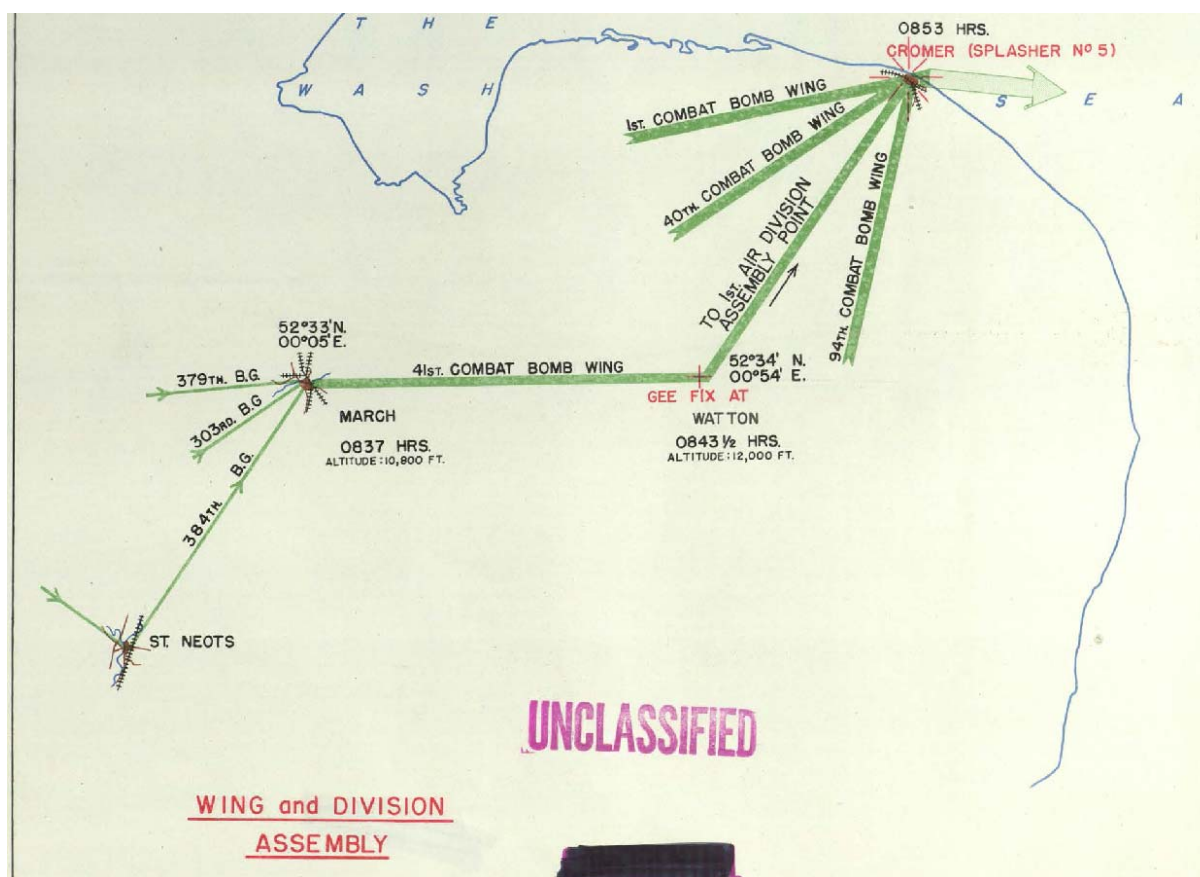 T H E
W A S H
0853 HRS.
CROMER (SPLASHER Nº 5)
S E A
1ST. COMBAT BOMB WING
40TH. COMBAT BOMB WING
TO 1ST. AIR DIVISION
ASSEMBLY POINT
94TH. COMBAT BOMB WING
52°33'N.
00°05'E.
379TH. B.G.
303RD. B.G
384TH. B.G.
41ST. COMBAT BOMB WING
52°34' N.
00°54' E.
GEE FIX AT
MARCH
WATTON
0837 HRS.
ALTITUDE:10,800 FT.
0843 ½ HRS.
ALTITUDE:12,000 FT.
ST. NEOTS
UNCLASSIFIED
WING and DIVISION
ASSEMBLY